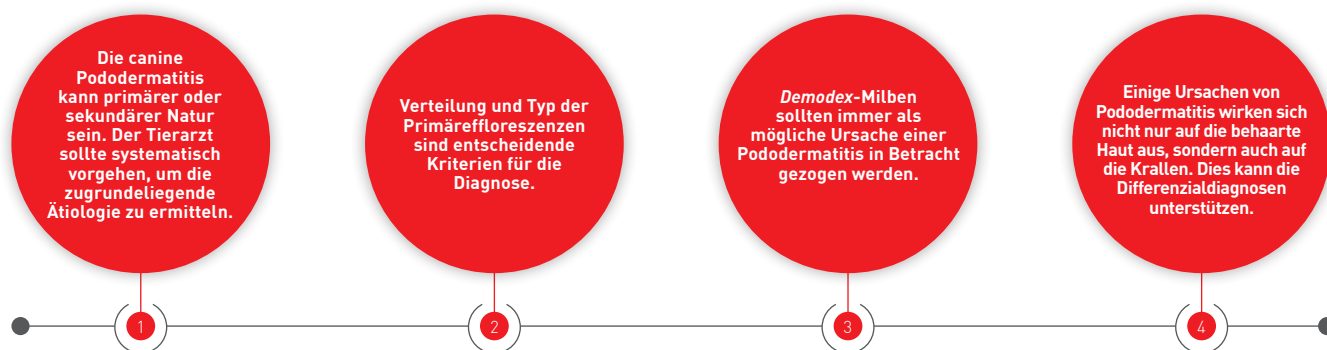 Die canine
Pododermatitis
kann primärer oder
sekundärer Natur
sein. Der Tierarzt
sollte systematisch
vorgehen, um die
zugrundeliegende
Ätiologie zu ermitteln.
Verteilung und Typ der
Primäreffloreszenzen
sind entscheidende
Kriterien für die
Diagnose.
Demodex-Milben
sollten immer als
mögliche Ursache einer
Pododermatitis in Betracht
gezogen werden.
Einige Ursachen von
Pododermatitis wirken sich
nicht nur auf die behaarte
Haut aus, sondern auch auf
die Krallen. Dies kann die
Differenzialdiagnosen
unterstützen.
1
2
3
4